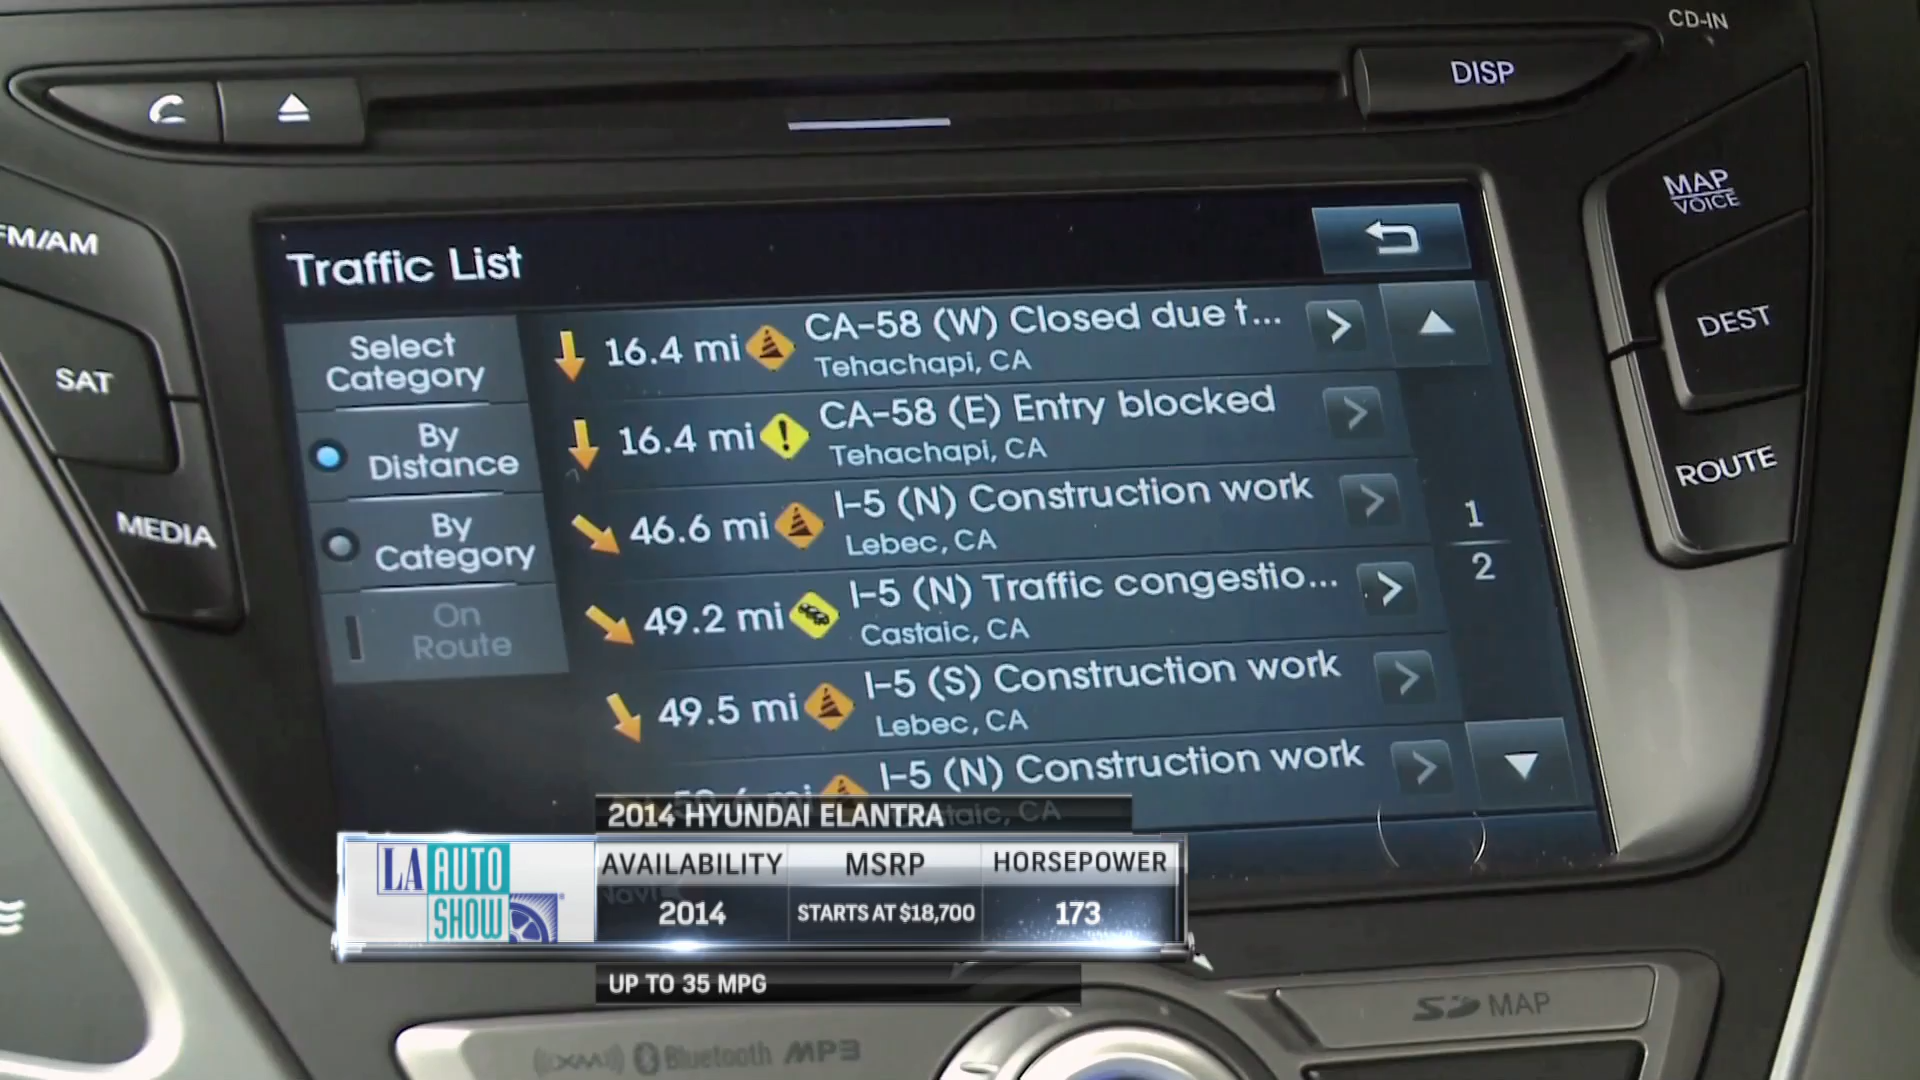 CD-IN
DISP
MAP
VOICE
FM/AM
Traffic List
DEST
Select
Category
16.4 mi
CA-58 (W) Closed due t...
Tehachapi, CA
SAT
By
Distance
16.4 mi
CA-58 (E) Entry blocked
Tehachapi, CA
ROUTE
MEDIA
By
Category
46.6 mi
I-5 (N) Construction work
Lebec, CA
1
2
On
Route
49.2 mi
I-5 (N) Traffic congestio...
Castaic, CA
49.5 mi
I-5 (S) Construction work
Lebec, CA
I-5 (N) Construction work
CA
2014 HYUNDAI ELANTRA
LA AUTO
SHOW
AVAILABILITY
MSRP
HORSEPOWER
2014
STARTS AT $18,700
173
UP TO 35 MPG
SD MAP
XM Bluetooth MP3